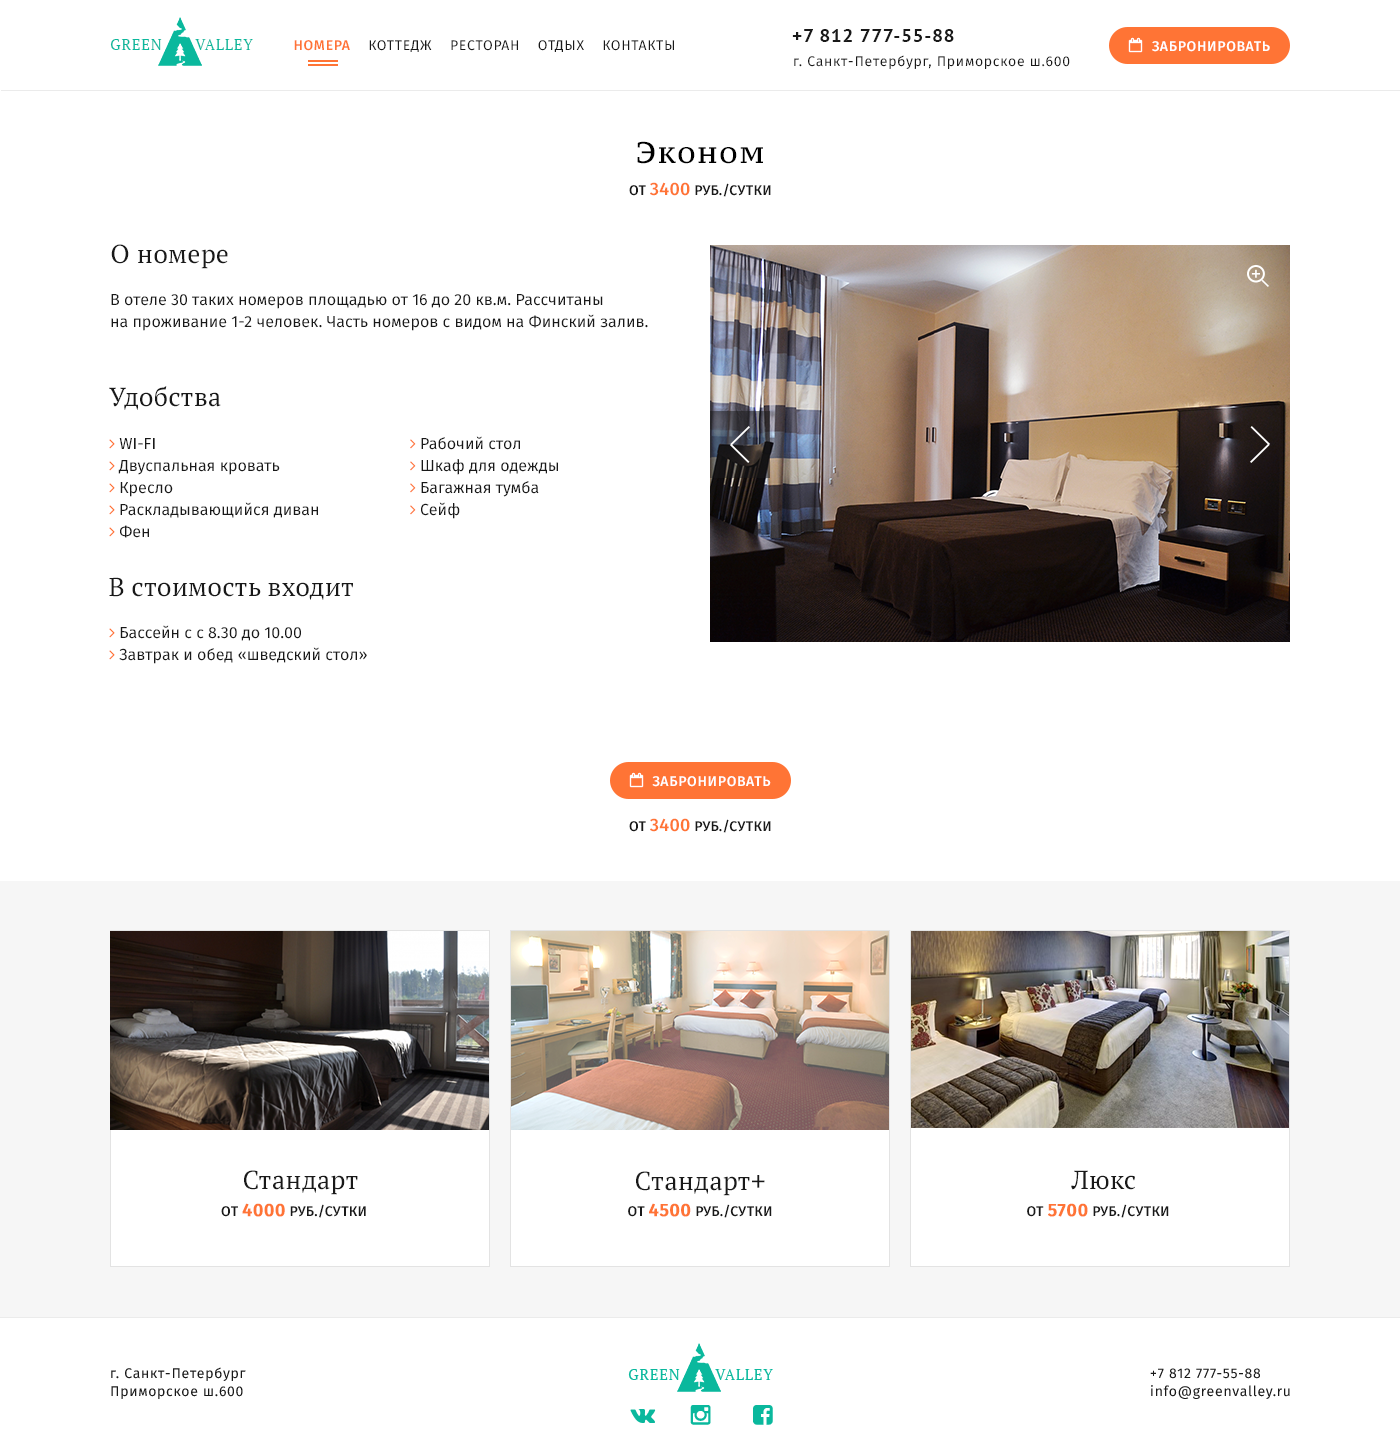 GREEN VALLEY
НОМЕРА КОТТЕДЖ РЕСТОРАН ОТДЫХ КОНТАКТЫ
+7 812 777-55-88
г. Санкт-Петербург, Приморское ш.600
ЗАБРОНИРОВАТЬ
Эконом
ОТ 3400 РУБ./СУТКИ
О номере
В отеле 30 таких номеров площадью от 16 до 20 кв.м. Рассчитаны
на проживание 1-2 человек. Часть номеров с видом на Финский залив.
Удобства
WI-FI
Двуспальная кровать
Кресло
Раскладывающийся диван
Фен
Рабочий стол
Шкаф для одежды
Багажная тумба
Сейф
В стоимость входит
Бассейн с с 8.30 до 10.00
Завтрак и обед «шведский стол»
ЗАБРОНИРОВАТЬ
ОТ 3400 РУБ./СУТКИ
Стандарт
ОТ 4000 РУБ./СУТКИ
Стандарт+
ОТ 4500 РУБ./СУТКИ
Люкс
ОТ 5700 РУБ./СУТКИ
г. Санкт-Петербург
Приморское ш.600
GREEN VALLEY
+7 812 777-55-88
info@greenvalley.ru